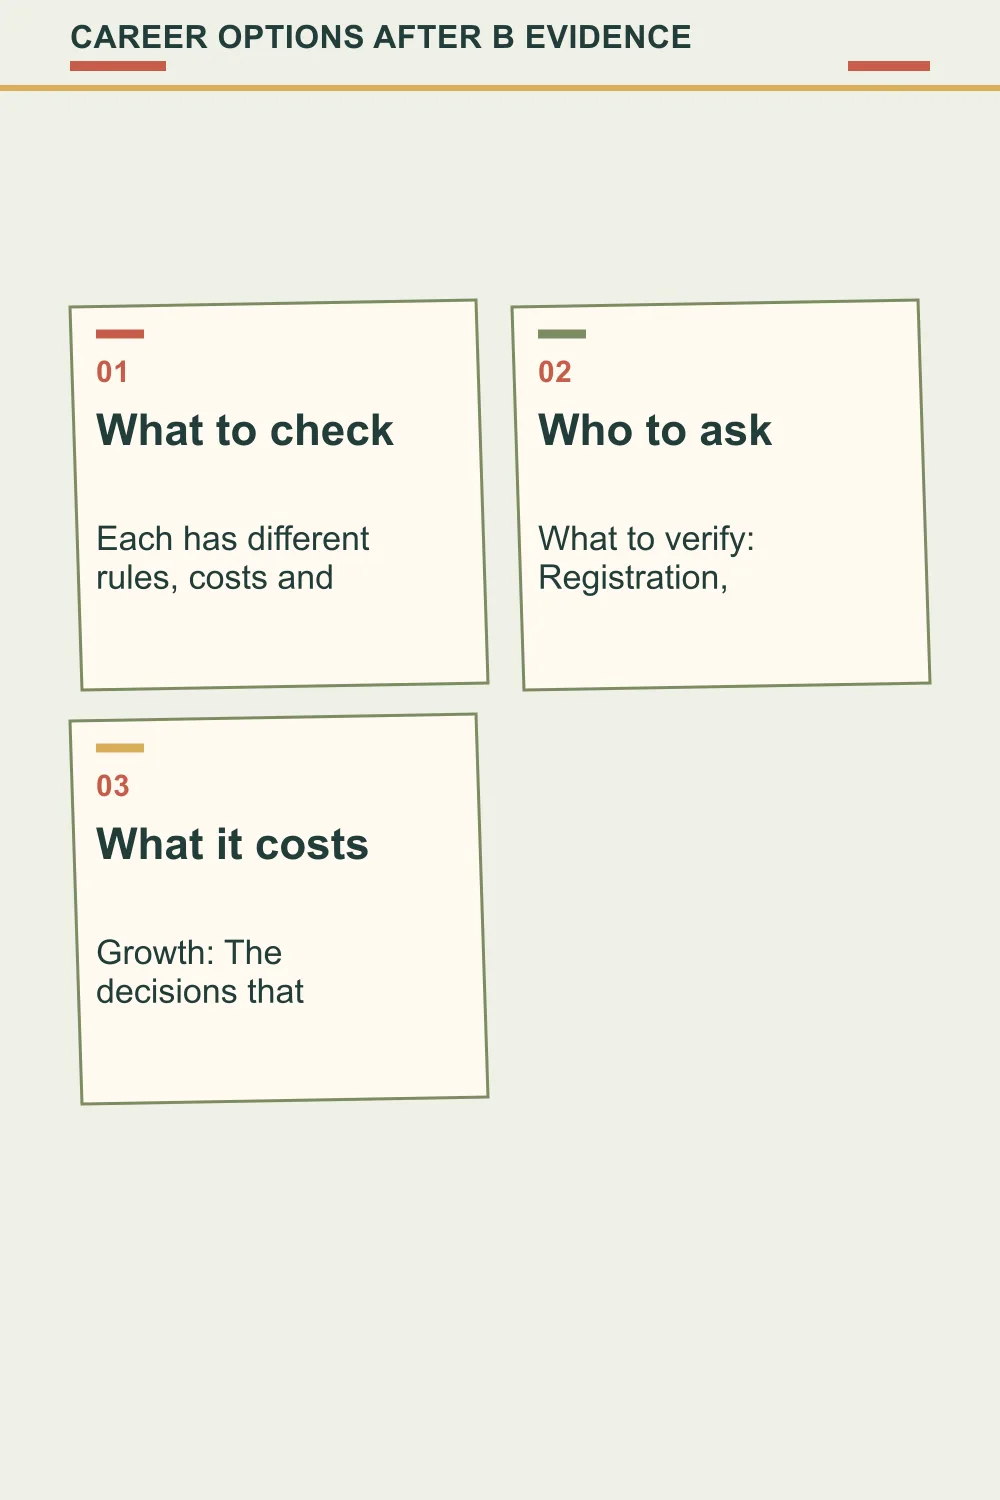 CAREER OPTIONS AFTER B EVIDENCE
01
What to check
Each has different
rules, costs and
02
Who to ask
What to verify:
Registration,
03
What it costs
Growth: The
decisions that